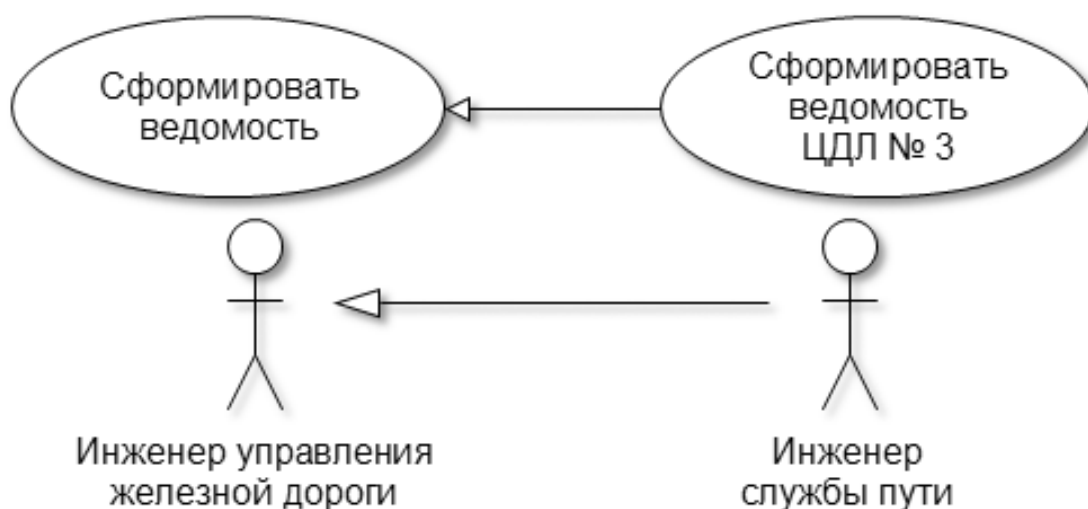 Сформировать
ведомость
Сформировать
ведомость
ЦДЛ № 3
Инженер управления
железной дороги
Инженер
службы пути